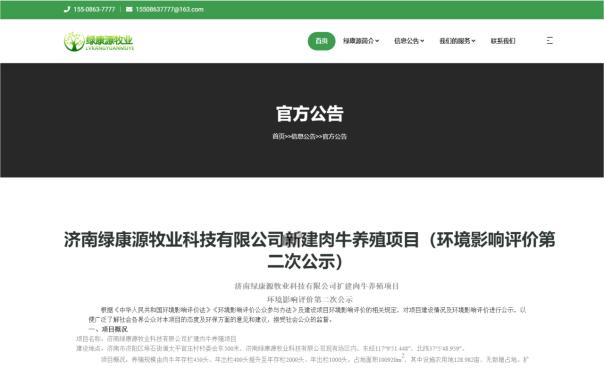 155-0863-7777 | 15508637777@163.com
绿康源牧业
LVKANGYUANMUYE
首页 绿康源简介 信息公告 我们的服务 联系我们
官方公告
首页>>信息公告>>官方公告
济南绿康源牧业科技有限公司新建肉牛养殖项目（环境影响评价第
二次公示）
济南绿康源牧业科技有限公司扩建肉牛养殖项目
环境影响评价第二次公示
根据《中华人民共和国环境影响评价法》《环境影响评价公众参与办法》及建设项目环境影响评价的相关规定，对项目建设情况及环境影响评价进行公示。以
便广泛了解社会各界公众对本项目的态度及环保方面的意见和建议，接受社会公众的监督。
一、项目概况
项目名称：济南绿康源牧业科技有限公司扩建肉牛养殖项目
建设地点：济南市济阳区垛石街道太平官庄村村委会东300米，济南绿康源牧业科技有限公司现有场区内，东经117°9′51.448″，北纬37°5′48.959″。
项目概况：养殖规模由肉牛年存栏450头、年出栏400头提升至年存栏2000头、年出栏1000头。占地面积100920m²，其中设施农用地128.982亩，无新增占地。扩